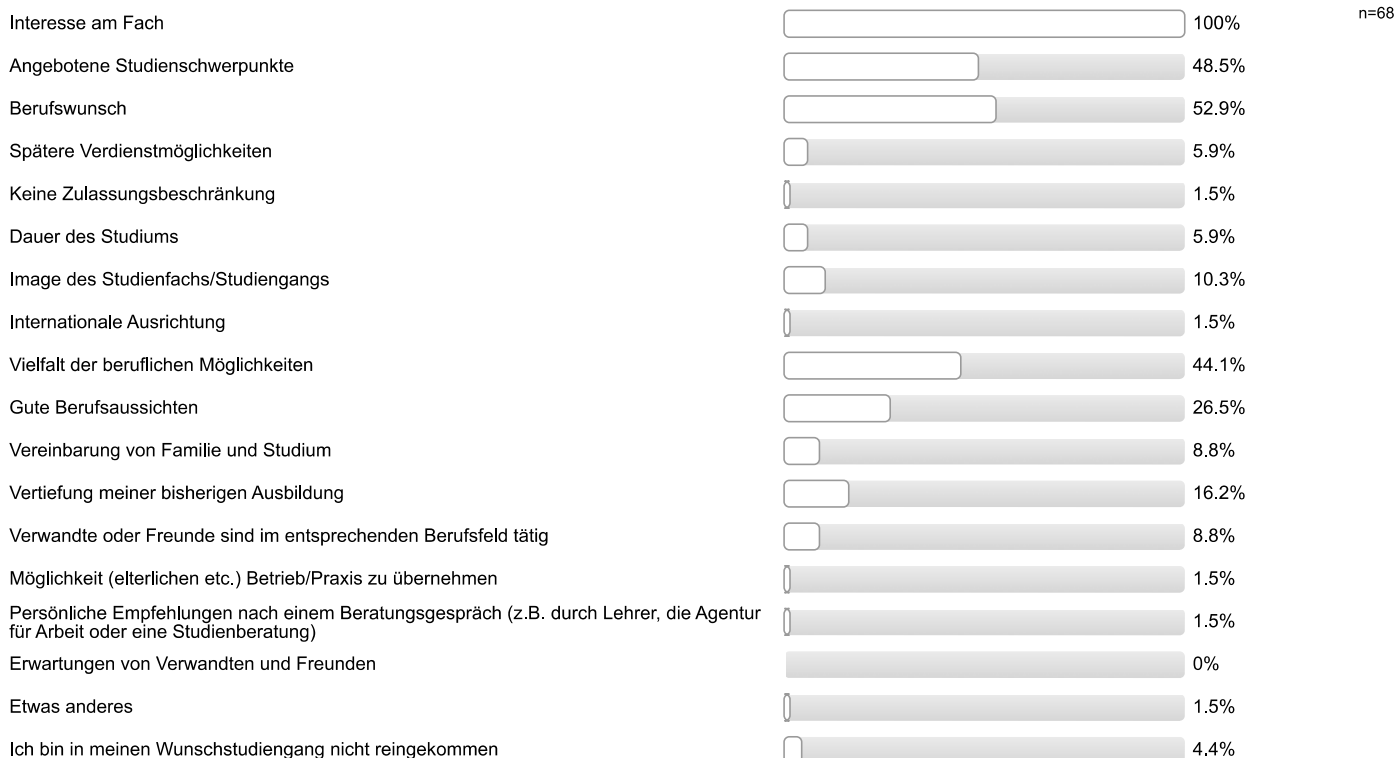 Interesse am Fach 100% n=68
Angebotene Studienschwerpunkte 48.5%
Berufswunsch 52.9%
Spätere Verdienstmöglichkeiten 5.9%
Keine Zulassungsbeschränkung 1.5%
Dauer des Studiums 5.9%
Image des Studienfachs/Studiengangs 10.3%
Internationale Ausrichtung 1.5%
Vielfalt der beruflichen Möglichkeiten 44.1%
Gute Berufsaussichten 26.5%
Vereinbarung von Familie und Studium 8.8%
Vertiefung meiner bisherigen Ausbildung 16.2%
Verwandte oder Freunde sind im entsprechenden Berufsfeld tätig 8.8%
Möglichkeit (elterlichen etc.) Betrieb/Praxis zu übernehmen 1.5%
Persönliche Empfehlungen nach einem Beratungsgespräch (z.B. durch Lehrer, die Agentur
für Arbeit oder eine Studienberatung) 1.5%
Erwartungen von Verwandten und Freunden 0%
Etwas anderes 1.5%
Ich bin in meinen Wunschstudiengang nicht reingekommen 4.4%